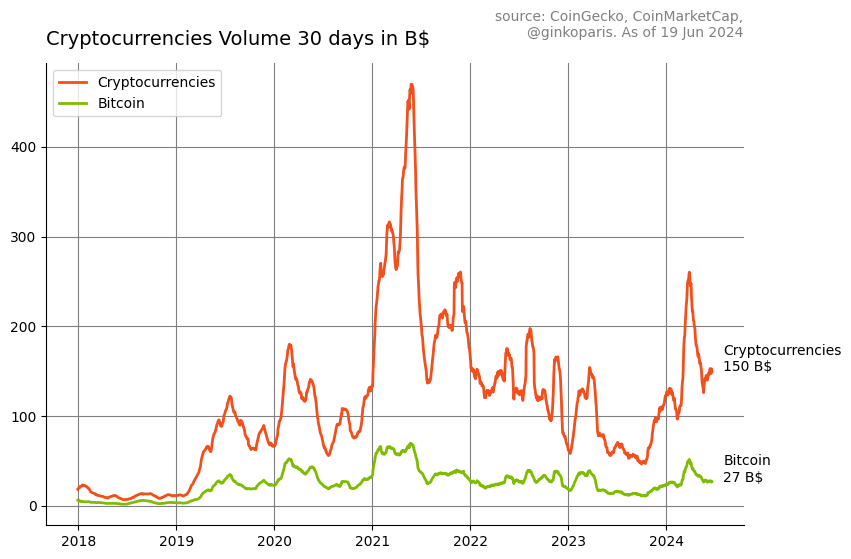 source: CoinGecko, CoinMarketCap,
@ginkoparis. As of 19 Jun 2024
Cryptocurrencies Volume 30 days in B$
Cryptocurrencies
Bitcoin
400
300
200
100
0
Cryptocurrencies
150 B$
Bitcoin
27 B$
2018 2019 2020 2021 2022 2023 2024